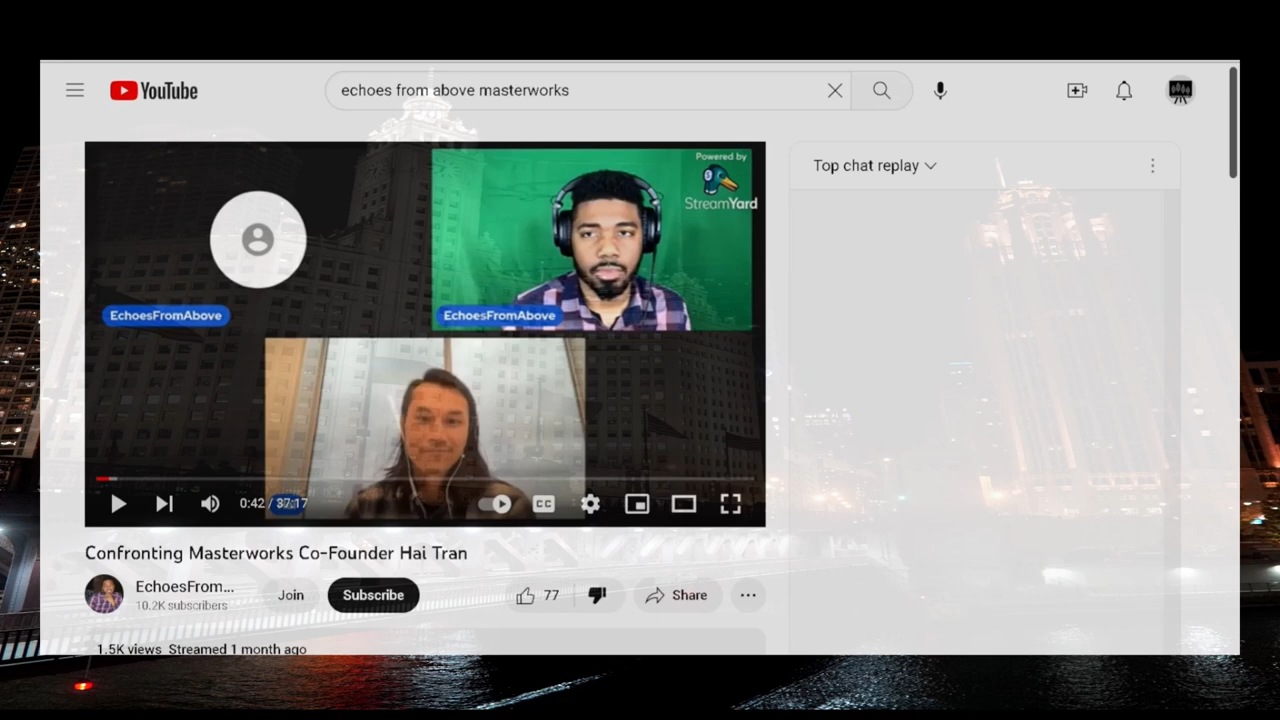 YouTube
echoes from above masterworks
Powered by
StreamYard
Top chat replay
EchoesFromAbove
EchoesFromAbove
0:42 / 37:17
CC
Confronting Masterworks Co-Founder Hai Tran
EchoesFrom...
10.2K subscribers
Join
Subscribe
77
Share
1.5K views Streamed 1 month ago